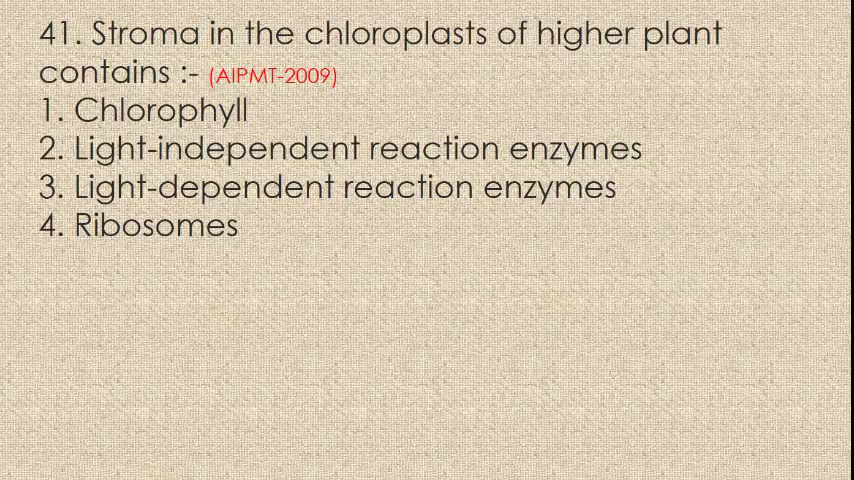 41. Stroma in the chloroplasts of higher plant
contains :- (AIPMT-2009)
1. Chlorophyll
2. Light-independent reaction enzymes
3. Light-dependent reaction enzymes
4. Ribosomes